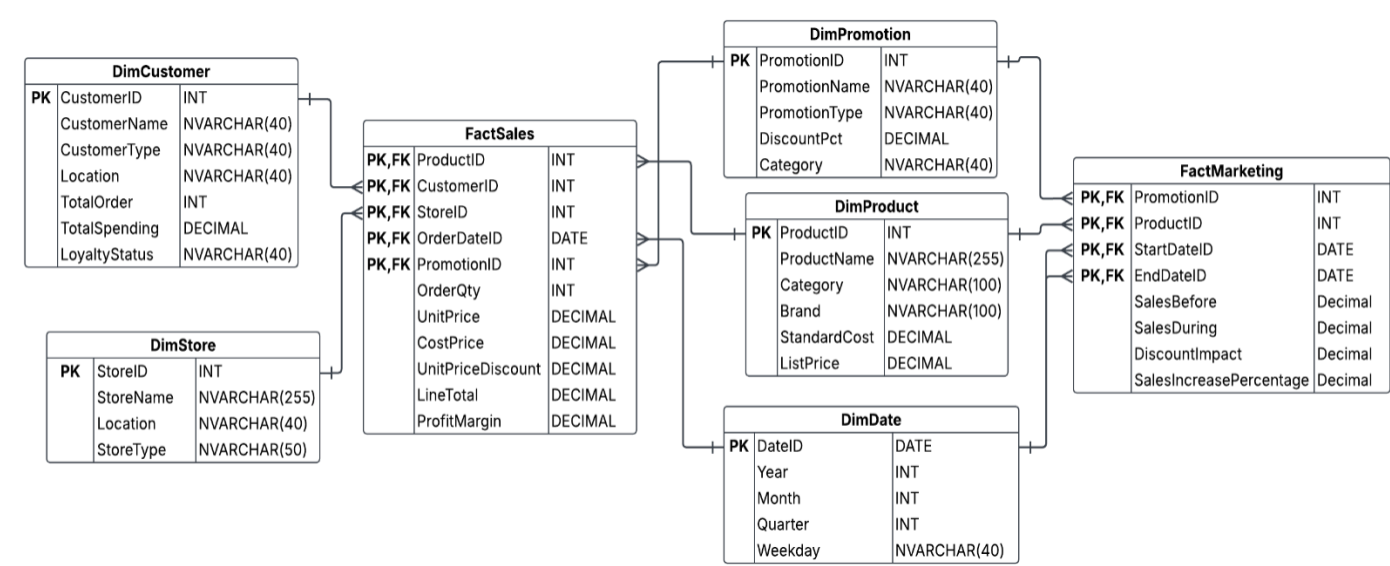 DimCustomer
PK CustomerID INT
CustomerName NVARCHAR(40)
CustomerType NVARCHAR(40)
Location NVARCHAR(40)
TotalOrder INT
TotalSpending DECIMAL
LoyaltyStatus NVARCHAR(40)
DimStore
PK StoreID INT
StoreName NVARCHAR(255)
Location NVARCHAR(40)
StoreType NVARCHAR(50)
FactSales
PK,FK ProductID INT
PK,FK CustomerID INT
PK,FK StoreID INT
PK,FK OrderDateID DATE
PK,FK PromotionID INT
OrderQty INT
UnitPrice DECIMAL
CostPrice DECIMAL
UnitPriceDiscount DECIMAL
LineTotal DECIMAL
ProfitMargin DECIMAL
DimPromotion
PK PromotionID INT
PromotionName NVARCHAR(40)
PromotionType NVARCHAR(40)
DiscountPct DECIMAL
Category NVARCHAR(40)
DimProduct
PK ProductID INT
ProductName NVARCHAR(255)
Category NVARCHAR(100)
Brand NVARCHAR(100)
StandardCost DECIMAL
ListPrice DECIMAL
DimDate
PK DateID DATE
Year INT
Month INT
Quarter INT
Weekday NVARCHAR(40)
FactMarketing
PK,FK PromotionID INT
PK,FK ProductID INT
PK,FK StartDateID DATE
PK,FK EndDateID DATE
SalesBefore Decimal
SalesDuring Decimal
DiscountImpact Decimal
SalesIncreasePercentage Decimal